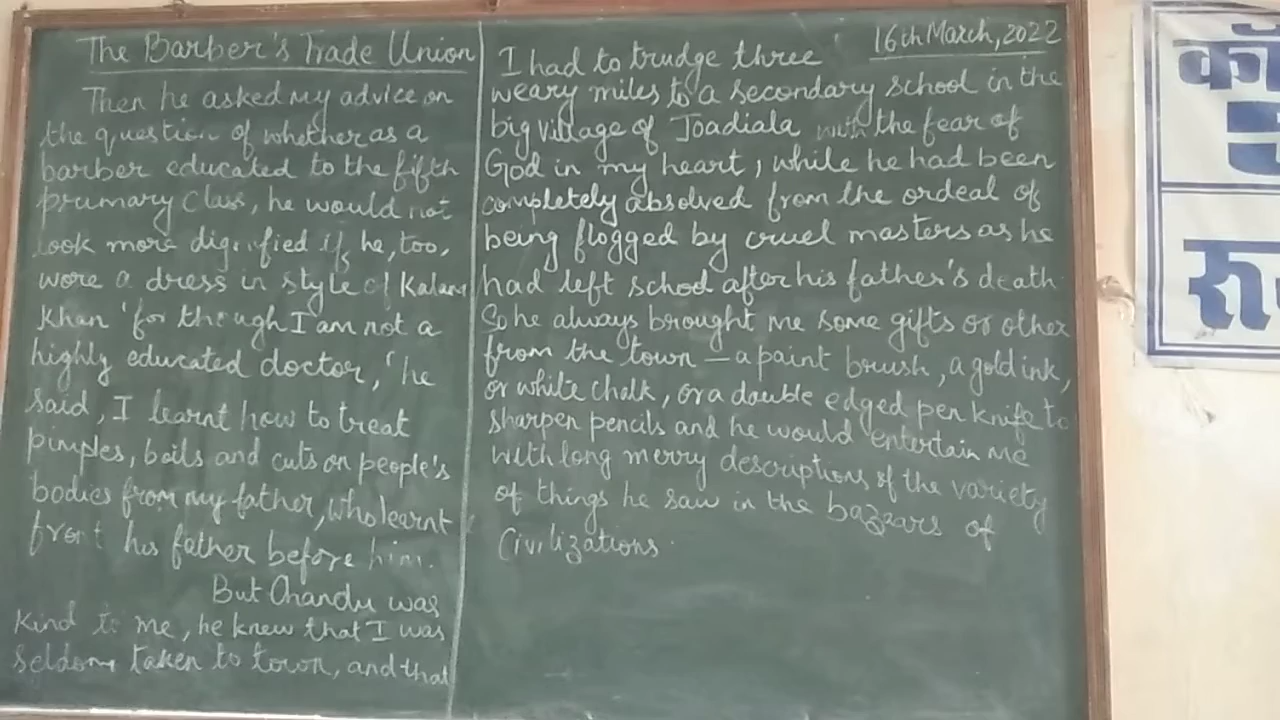 The Barber's Trade Union
Then he asked my advice on
the question of whether as a
barber educated to the fifth
primary class, he would not
look more dignified if he, too,
wore a dress in style of Kalam
Khan 'for though I am not a
highly educated doctor,' he
said, I learnt how to treat
pimples, boils and cuts on people's
bodies from my father, who learnt
from his father before him.
But Chandu was
kind to me, he knew that I was
seldom taken to town, and that
16th March, 2022
I had to trudge three
weary miles to a secondary school in the
big village of Joadiala with the fear of
God in my heart, while he had been
completely absolved from the ordeal of
being flogged by cruel masters as he
had left school after his father's death.
So he always brought me some gifts or other
from the town — a paint brush, a gold ink,
or white chalk, or a double edged pen knife to
sharpen pencils and he would entertain me
with long merry descriptions of the variety
of things he saw in the bazzars of
Civilizations.